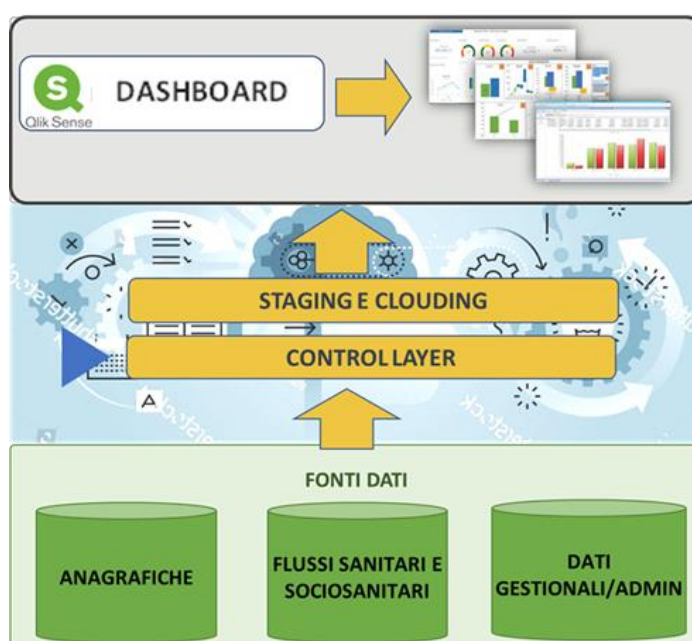 Qlik Sense
DASHBOARD
STAGING E CLOUDING
CONTROL LAYER
FONTI DATI
ANAGRAFICHE
FLUSSI SANITARI E
SOCIOSANITARI
DATI
GESTIONALI/ADMIN